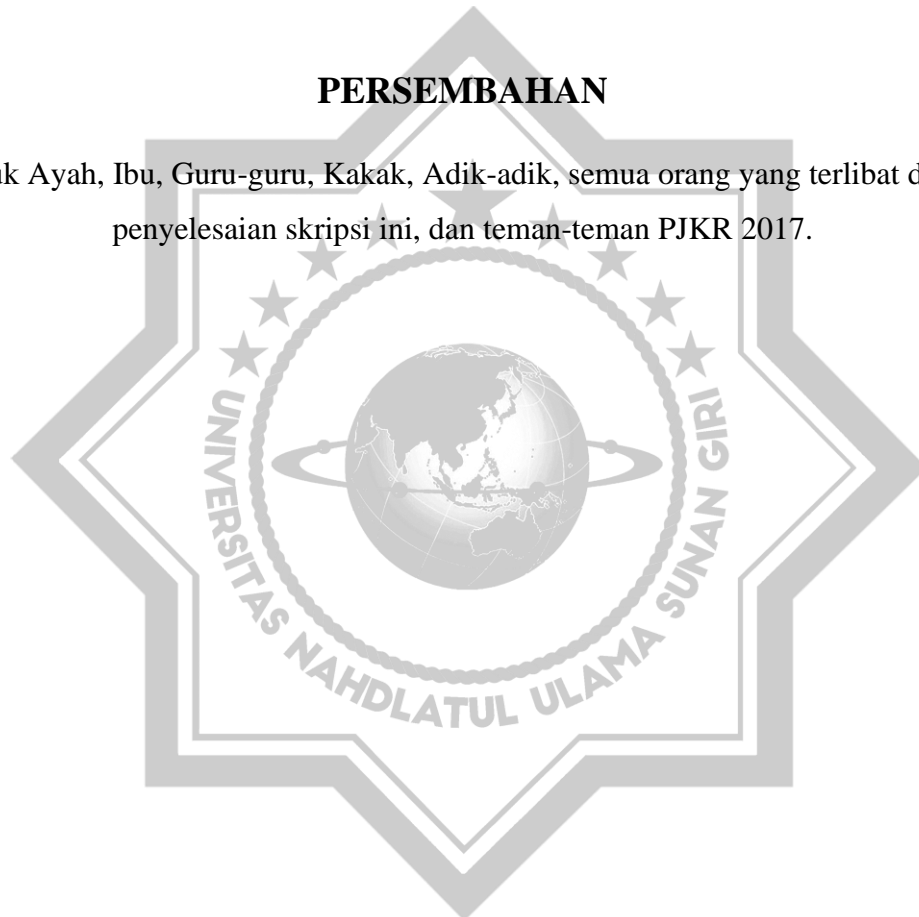 PERSEMBAHAN
uk Ayah, Ibu, Guru-guru, Kakak, Adik-adik, semua orang yang terlibat d
penyelesaian skripsi ini, dan teman-teman PJKR 2017.
UNIVERSITAS NAHDLATUL ULAMA SUNAN GIRI